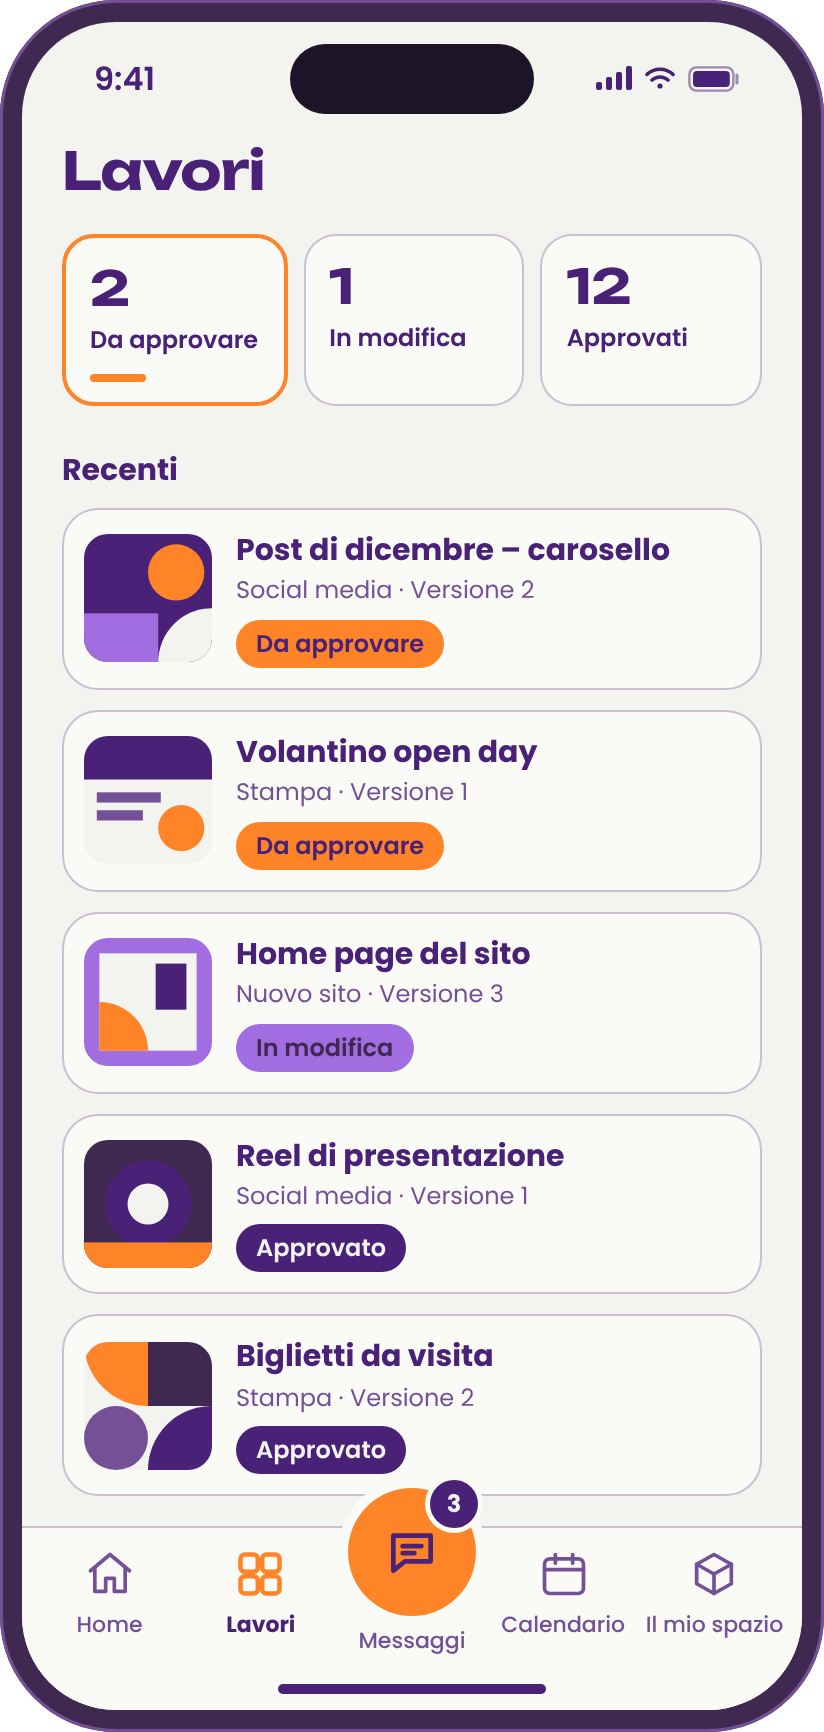 9:41
Lavori
2
Da approvare
1
In modifica
12
Approvati
Recenti
Post di dicembre – carosello
Social media · Versione 2
Da approvare
Volantino open day
Stampa · Versione 1
Da approvare
Home page del sito
Nuovo sito · Versione 3
In modifica
Reel di presentazione
Social media · Versione 1
Approvato
Biglietti da visita
Stampa · Versione 2
Approvato
3
Home
Lavori
Messaggi
Calendario
Il mio spazio